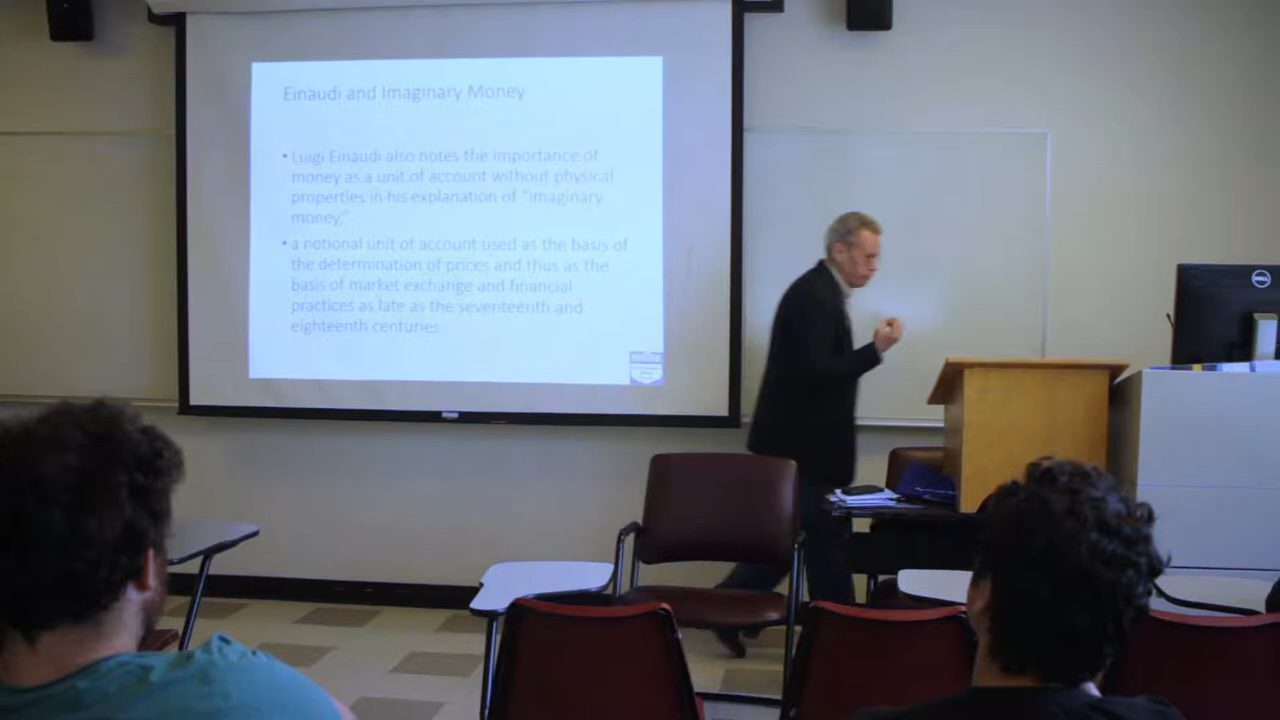 Einaudi and Imaginary Money
• Luigi Einaudi also notes the importance of
money as a unit of account without physical
properties in his explanation of "imaginary
money,"
• a notional unit of account used as the basis of
the determination of prices and thus as the
basis of market exchange and financial
practices as late as the seventeenth and
eighteenth centuries
DELL